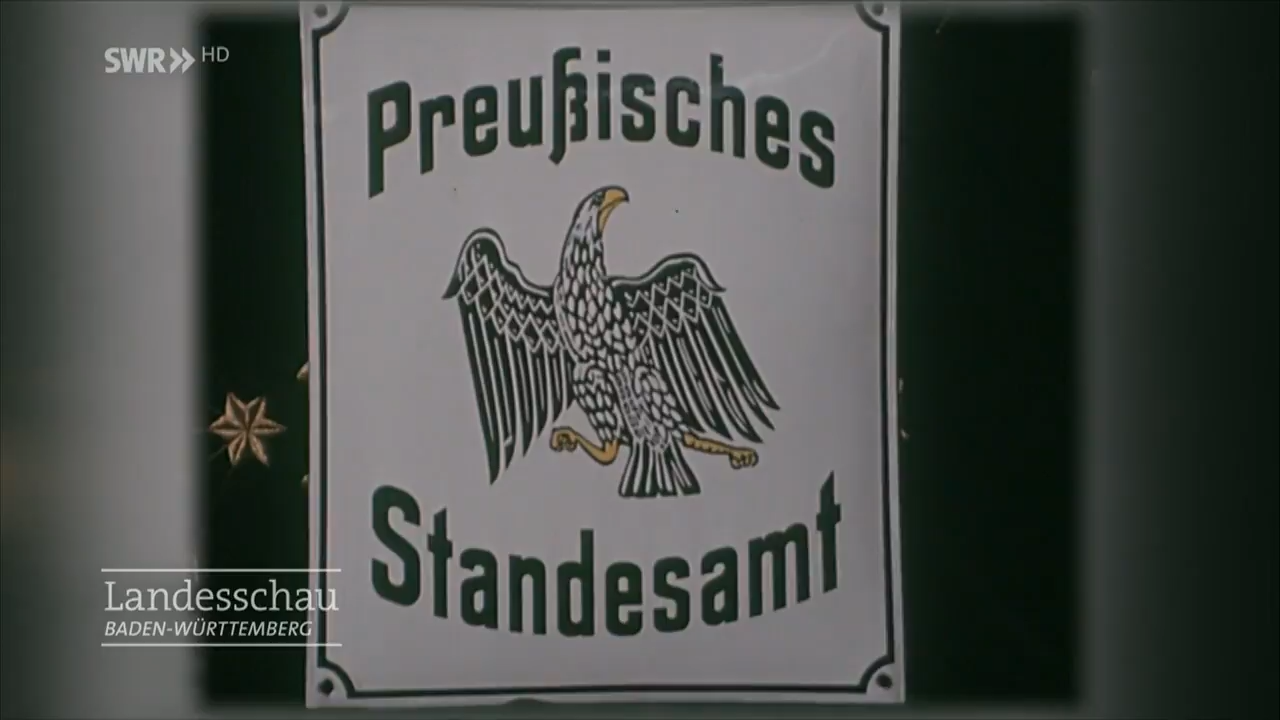 SWR» HD
Preußisches
Standesamt
Landesschau
BADEN-WÜRTTEMBERG